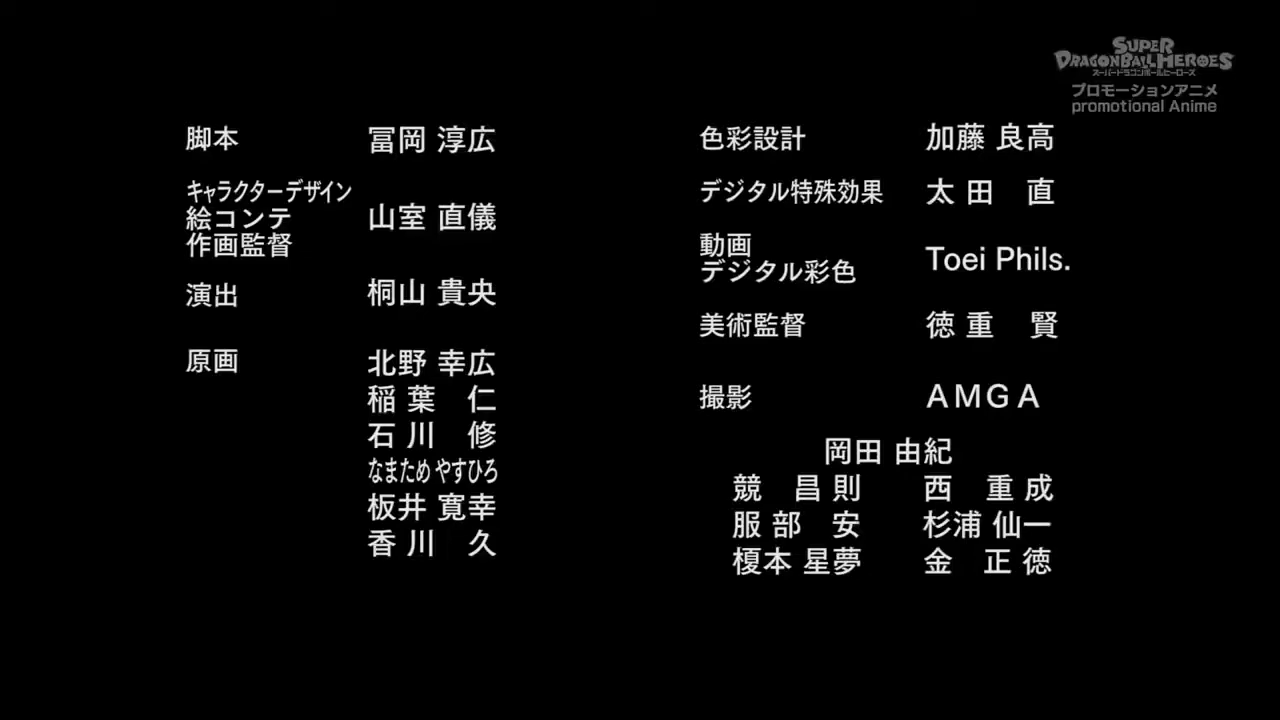 SUPER
DRAGONBALL HEROES
スーパードラゴンボールヒーローズ
プロモーションアニメ
promotional Anime
脚本 冨岡 淳広
キャラクターデザイン
絵コンテ
作画監督
山室 直儀
演出 桐山 貴央
原画 北野 幸広
稲葉 仁
石川 修
なまため やすひろ
板井 寛幸
香川 久
色彩設計 加藤 良高
デジタル特殊効果 太田 直
動画
デジタル彩色
Toei Phils.
美術監督 徳重 賢
撮影 AMGA
岡田 由紀
競 昌則 西 重成
服部 安 杉浦 仙一
榎本 星夢 金 正徳